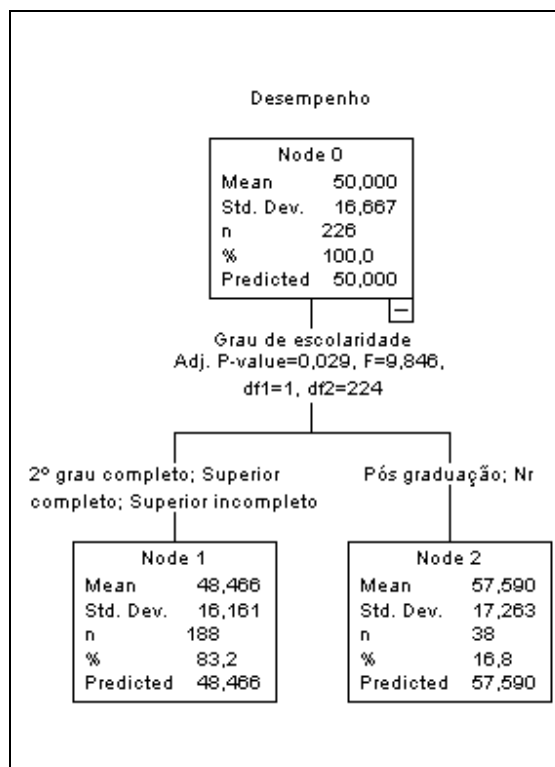 Desempenho
Node 0
Mean 50,000
Std. Dev. 16,667
n 226
% 100,0
Predicted 50,000
Grau de escolaridade
Adj. P-value=0,029, F=9,846,
df1=1, df2=224
2º grau completo; Superior
completo; Superior incompleto
Pós graduação; Nr
Node 1
Mean 48,466
Std. Dev. 16,161
n 188
% 83,2
Predicted 48,466
Node 2
Mean 57,590
Std. Dev. 17,263
n 38
% 16,8
Predicted 57,590